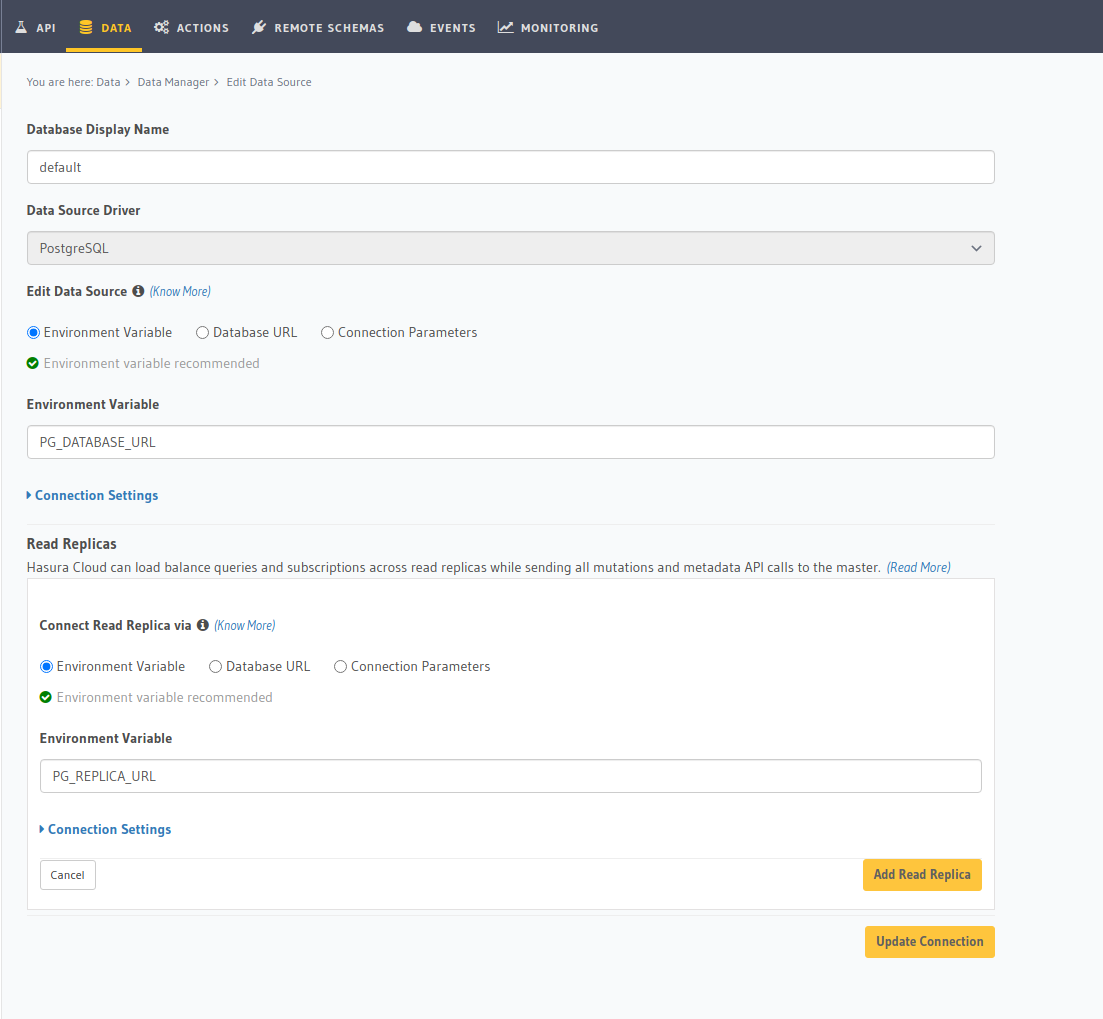 API DATA ACTIONS REMOTE SCHEMAS EVENTS MONITORING
You are here: Data > Data Manager > Edit Data Source
Database Display Name
default
Data Source Driver
PostgreSQL
Edit Data Source (Know More)
Environment Variable Database URL Connection Parameters
Environment variable recommended
Environment Variable
PG_DATABASE_URL
Connection Settings
Read Replicas
Hasura Cloud can load balance queries and subscriptions across read replicas while sending all mutations and metadata API calls to the master. (Read More)
Connect Read Replica via (Know More)
Environment Variable Database URL Connection Parameters
Environment variable recommended
Environment Variable
PG_REPLICA_URL
Connection Settings
Cancel Add Read Replica
Update Connection